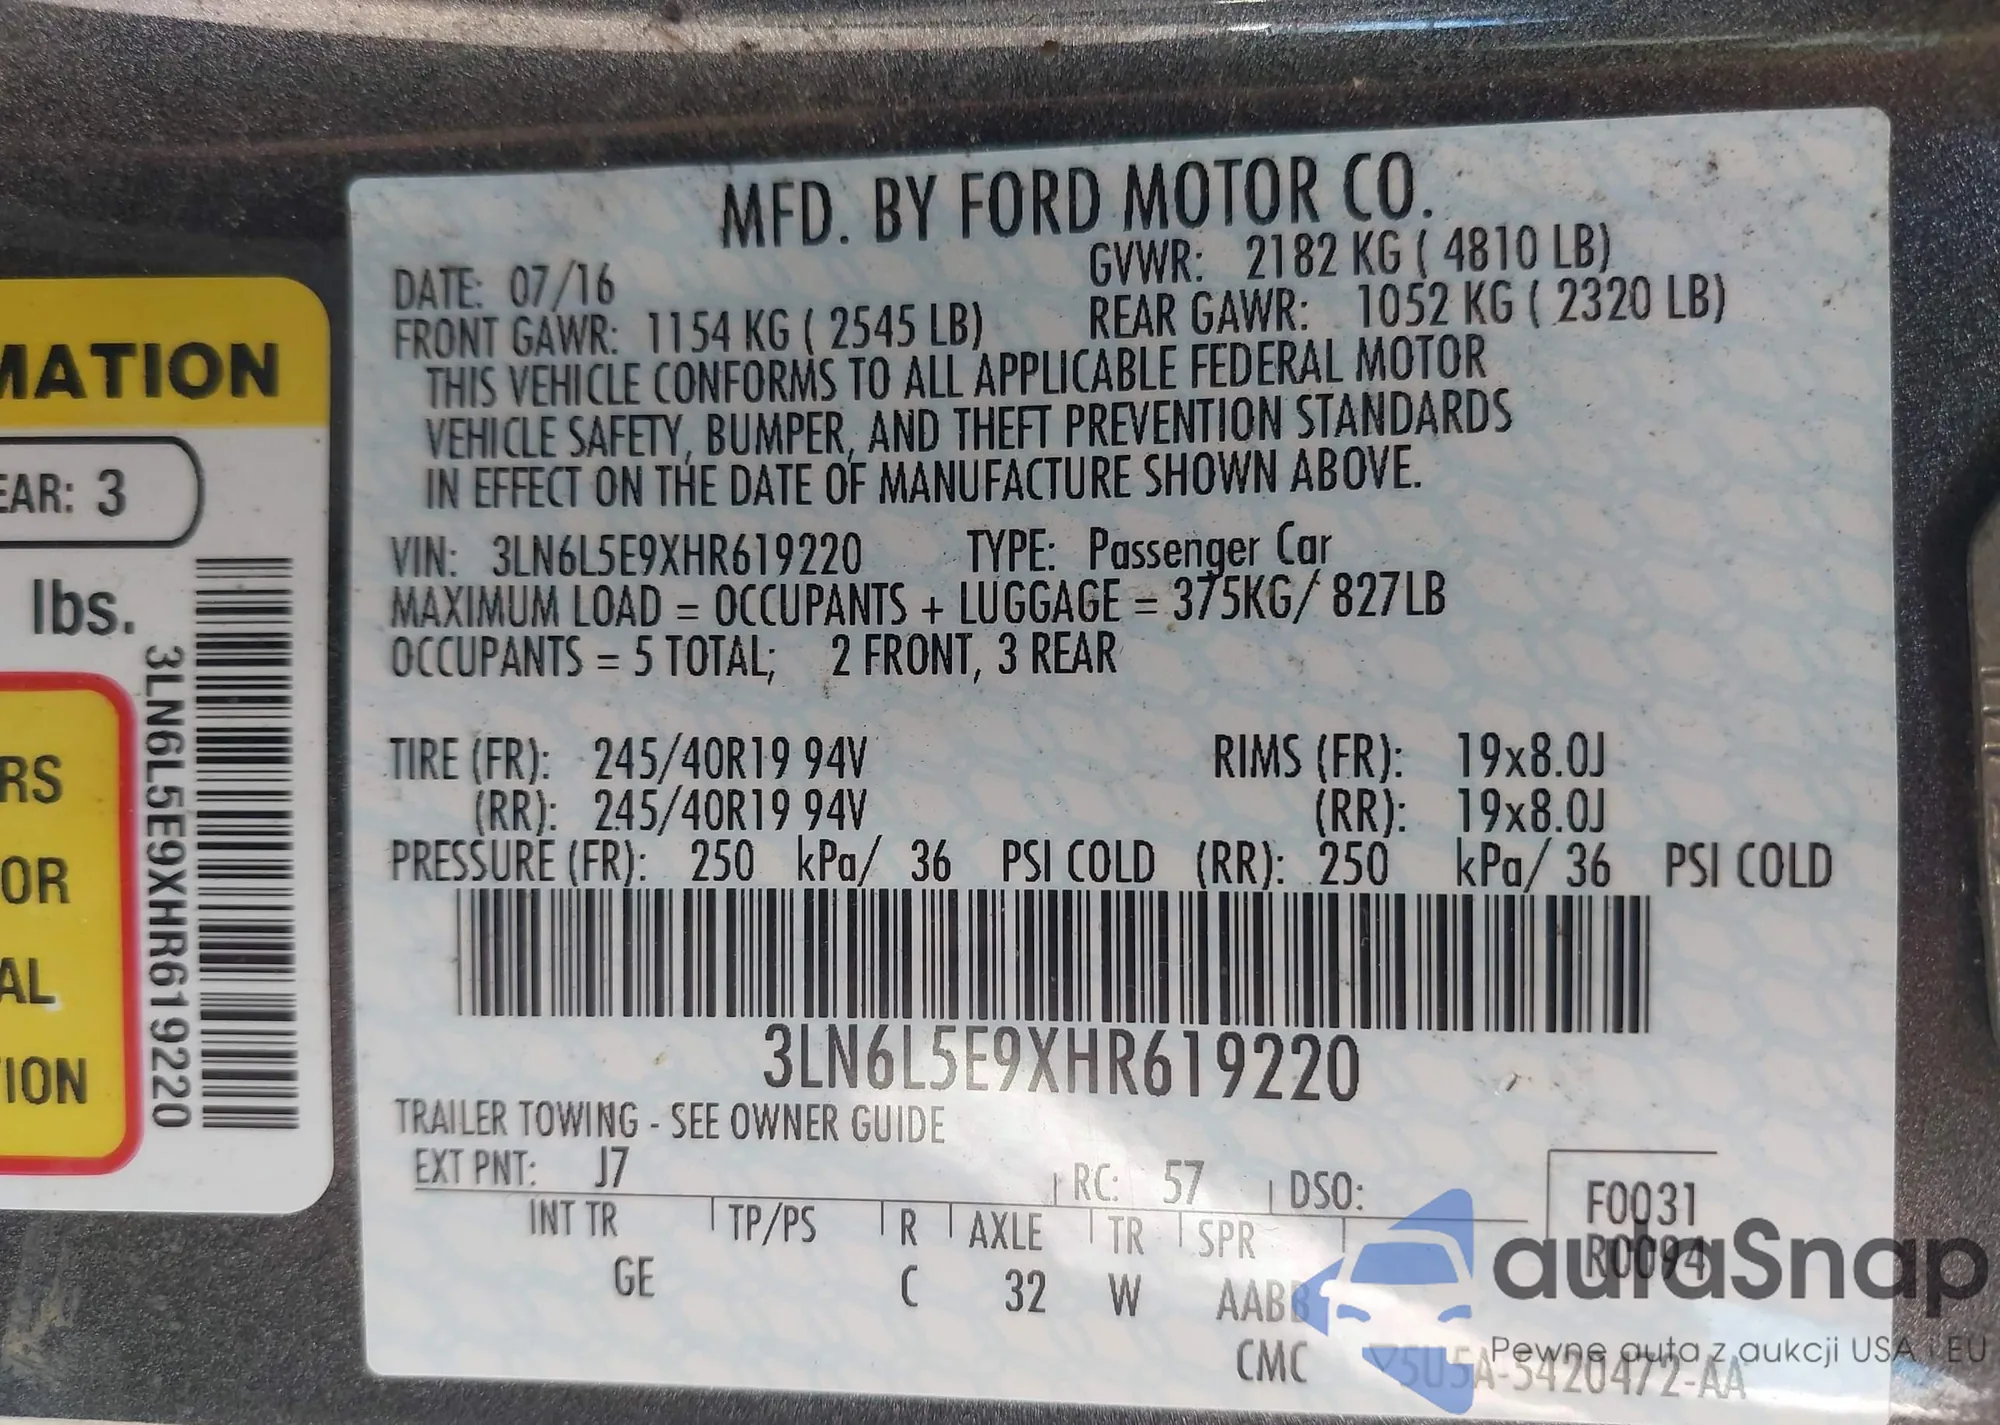 MATION
EAR: 3
lbs.
3LN6L5E9XHR619220
RS
OR
AL
ION
MFD. BY FORD MOTOR CO.
DATE: 07/16 GVWR: 2182 KG ( 4810 LB)
FRONT GAWR: 1154 KG ( 2545 LB) REAR GAWR: 1052 KG ( 2320 LB)
THIS VEHICLE CONFORMS TO ALL APPLICABLE FEDERAL MOTOR
VEHICLE SAFETY, BUMPER, AND THEFT PREVENTION STANDARDS
IN EFFECT ON THE DATE OF MANUFACTURE SHOWN ABOVE.
VIN: 3LN6L5E9XHR619220 TYPE: Passenger Car
MAXIMUM LOAD = OCCUPANTS + LUGGAGE = 375KG/ 827LB
OCCUPANTS = 5 TOTAL; 2 FRONT, 3 REAR
TIRE (FR): 245/40R19 94V RIMS (FR): 19x8.0J
(RR): 245/40R19 94V (RR): 19x8.0J
PRESSURE (FR): 250 kPa/ 36 PSI COLD (RR): 250 kPa/ 36 PSI COLD
3LN6L5E9XHR619220
TRAILER TOWING - SEE OWNER GUIDE
EXT PNT: J7 RC: 57 DSO: F0031
R0094
INT TR TP/PS R AXLE TR SPR
GE C 32 W AABB
CMC 5U5A-5420472-AA
auraSnap
Pewne auta z aukcji USA i EU